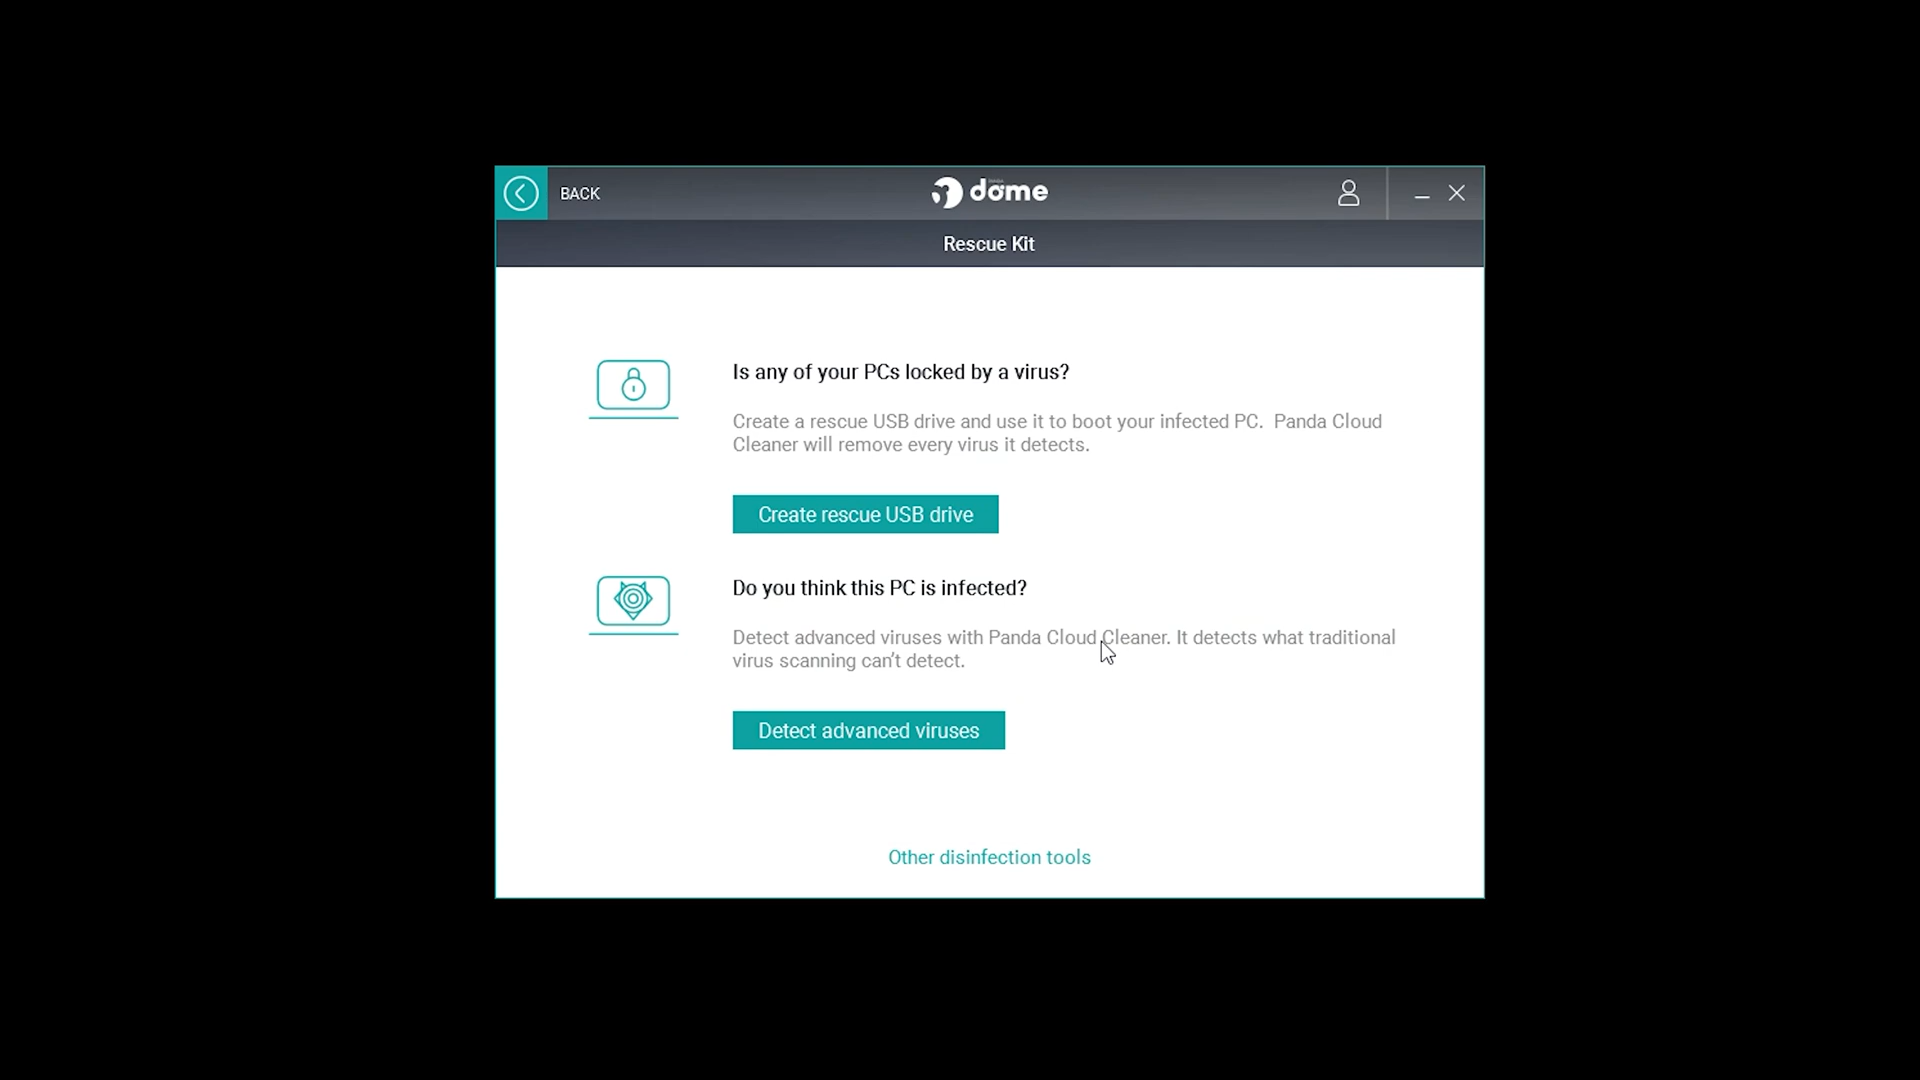 BACK
dome
Rescue Kit
Is any of your PCs locked by a virus?
Create a rescue USB drive and use it to boot your infected PC.  Panda Cloud
Cleaner will remove every virus it detects.
Create rescue USB drive
Do you think this PC is infected?
Detect advanced viruses with Panda Cloud Cleaner. It detects what traditional
virus scanning can't detect.
Detect advanced viruses
Other disinfection tools